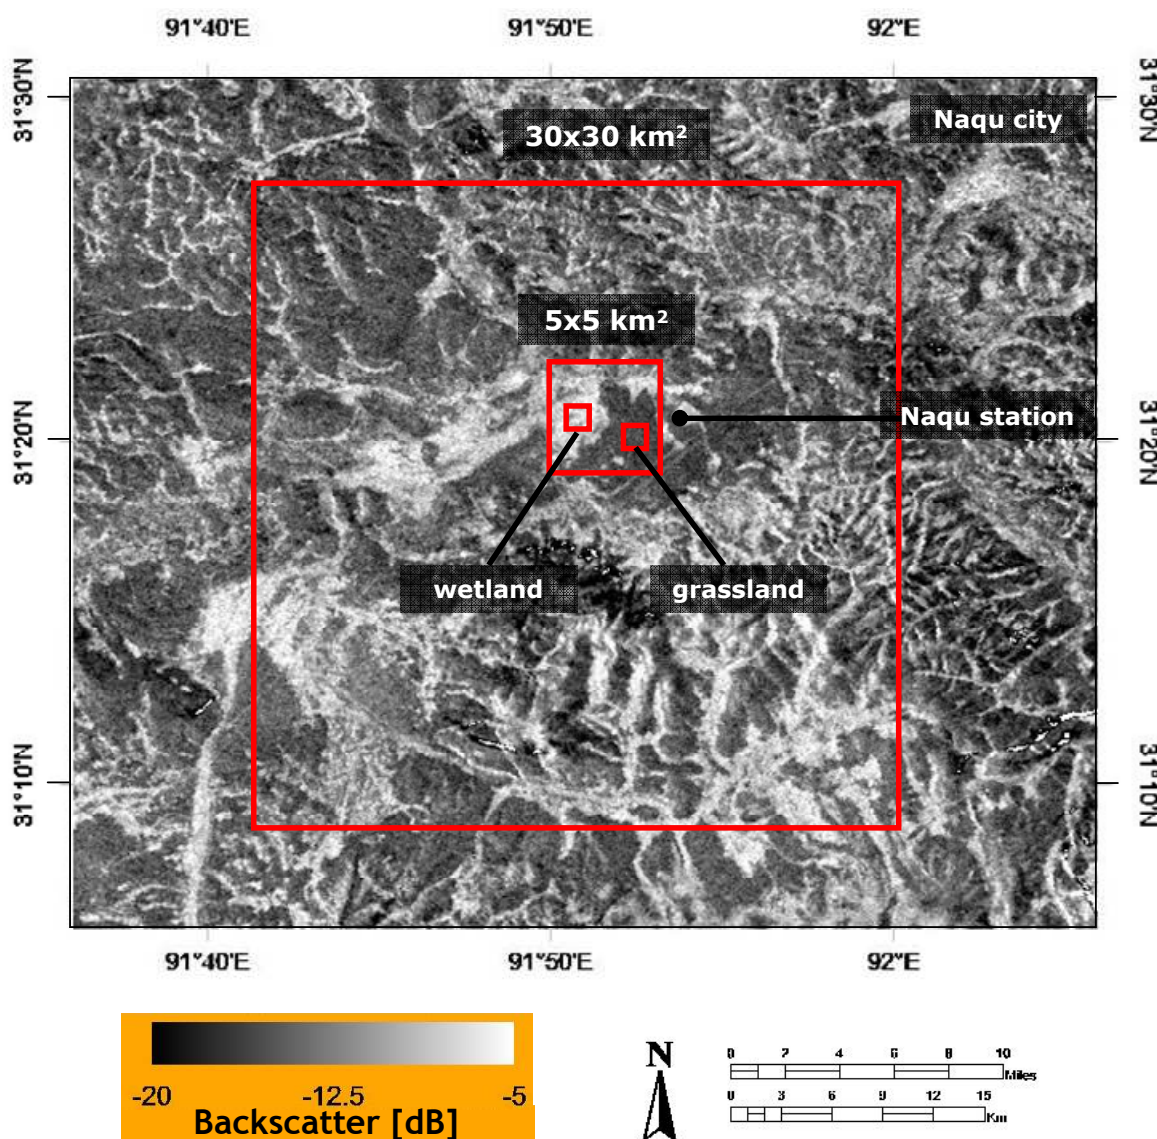 91°40'E 91°50'E 92°E
31°30'N 31°30'N
Naqu city
30x30 km²
5x5 km²
Naqu station
31°20'N 31°20'N
wetland grassland
31°10'N 31°10'N
91°40'E 91°50'E 92°E
-20 -12.5 -5
Backscatter [dB]
N
0 2 4 6 8 10
Miles
0 3 6 9 12 15
Km